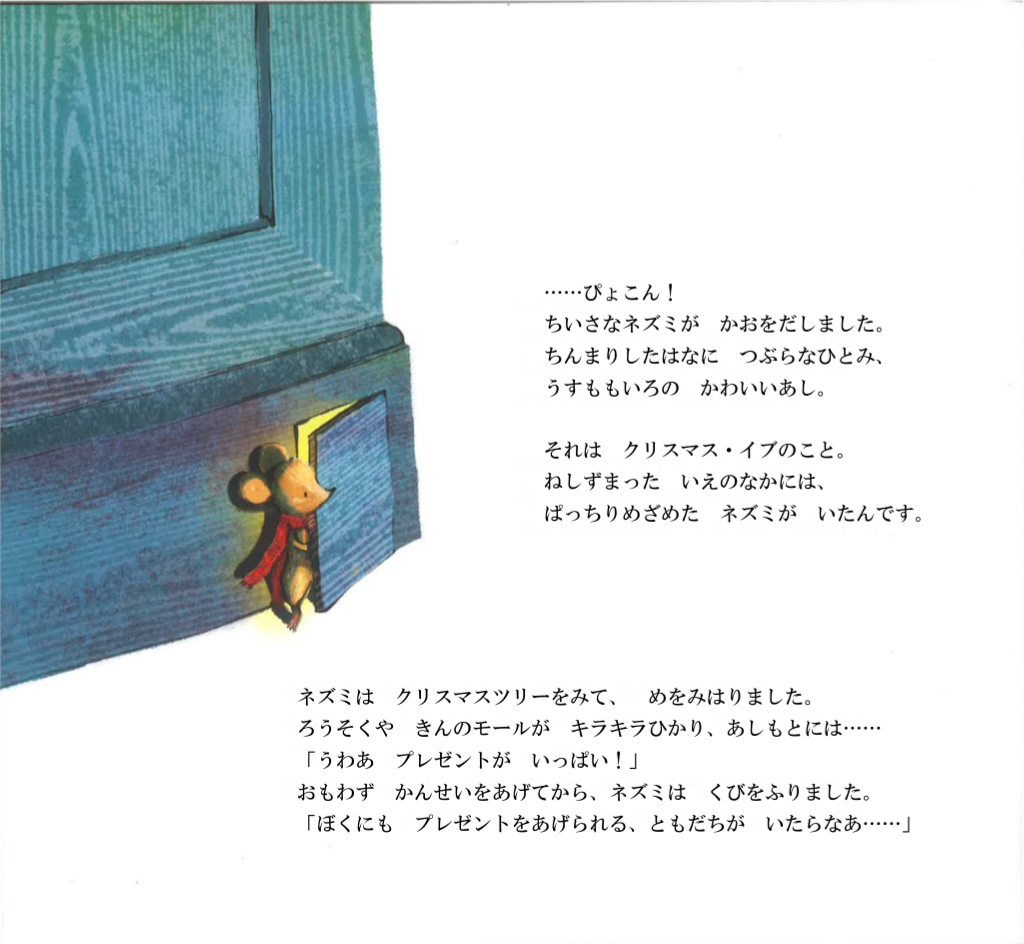 ……ぴょこん！
ちいさなネズミが　かおをだしました。
ちんまりしたはなに　つぶらなひとみ、
うすももいろの　かわいいあし。
それは　クリスマス・イブのこと。
ねしずまった　いえのなかには、
ぱっちりめざめた　ネズミが　いたんです。
ネズミは　クリスマスツリーをみて、　めをみはりました。
ろうそくや　きんのモールが　キラキラひかり、あしもとには……
「うわあ　プレゼントが　いっぱい！」
おもわず　かんせいをあげてから、ネズミは　くびをふりました。
「ぼくにも　プレゼントをあげられる、ともだちが　いたらなあ……」